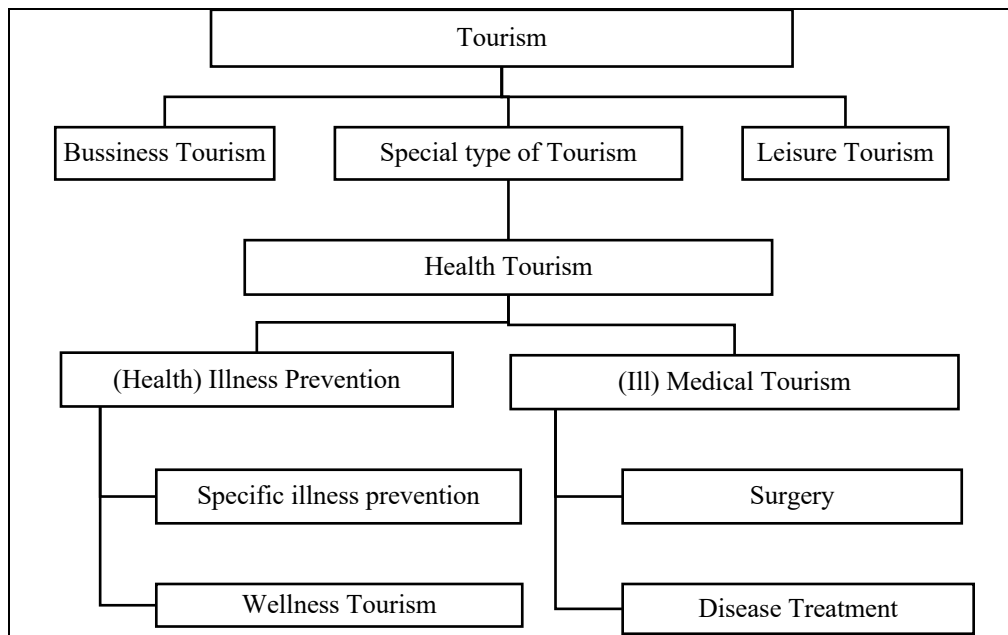 Tourism
Bussiness Tourism
Special type of Tourism
Leisure Tourism
Health Tourism
(Health) Illness Prevention
(Ill) Medical Tourism
Specific illness prevention
Surgery
Wellness Tourism
Disease Treatment